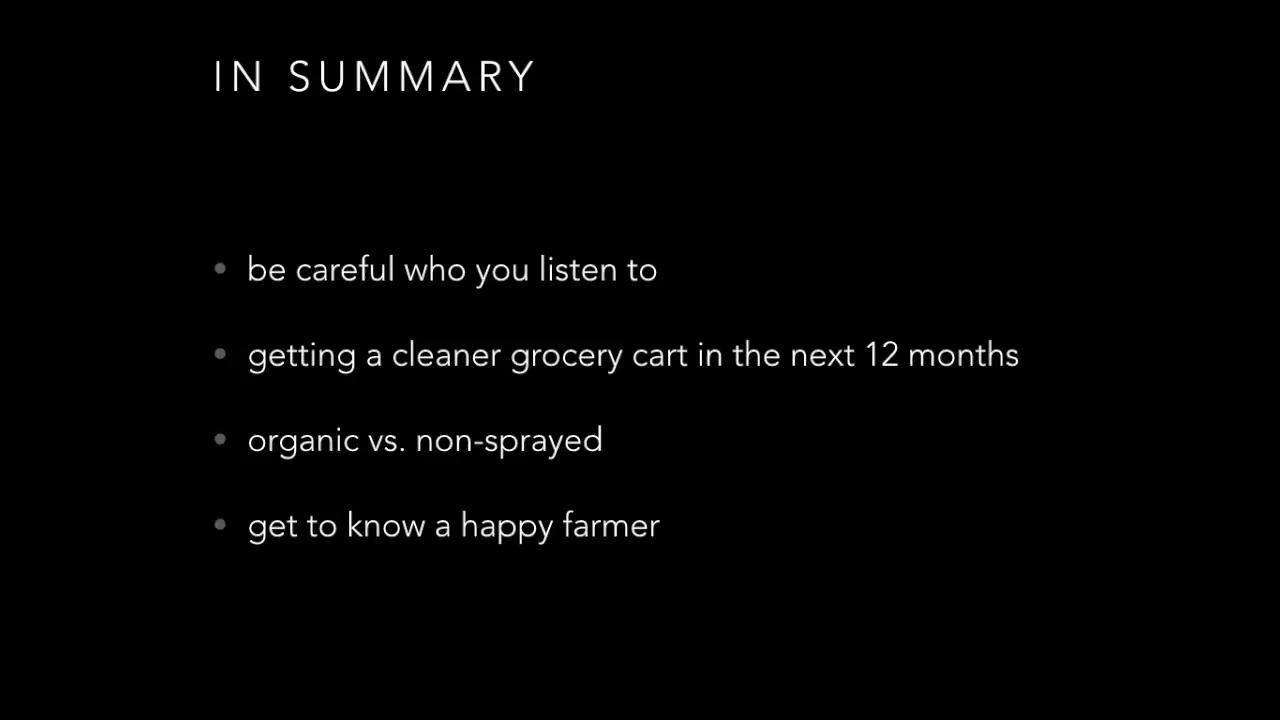 IN SUMMARY
• be careful who you listen to
• getting a cleaner grocery cart in the next 12 months
• organic vs. non-sprayed
• get to know a happy farmer